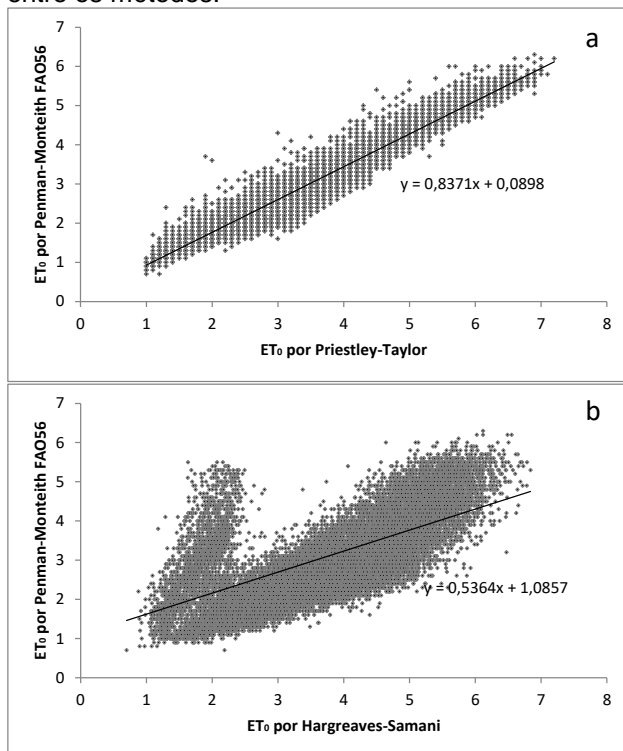 entre os métodos.
a
7
6
5
4
3
2
1
0
ET₀ por Penman-Monteith FAO56
y = 0,8371x + 0,0898
0 1 2 3 4 5 6 7 8
ET₀ por Priestley-Taylor
b
7
6
5
4
3
2
1
0
ET₀ por Penman-Monteith FAO56
y = 0,5364x + 1,0857
0 1 2 3 4 5 6 7 8
ET₀ por Hargreaves-Samani